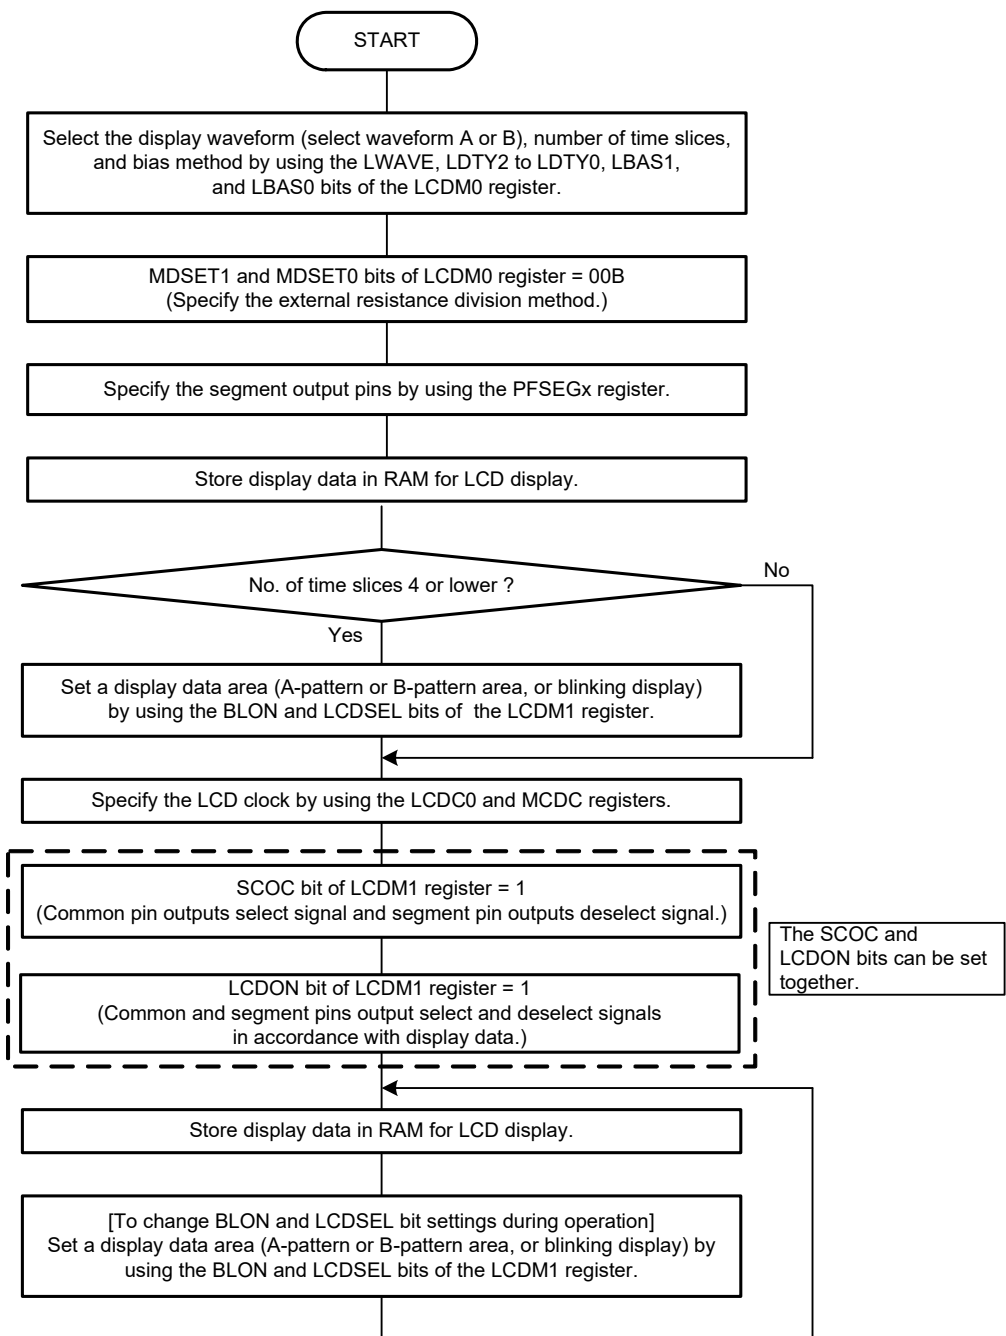 START
Select the display waveform (select waveform A or B), number of time slices,
and bias method by using the LWAVE, LDTY2 to LDTY0, LBAS1,
and LBAS0 bits of the LCDM0 register.
MDSET1 and MDSET0 bits of LCDM0 register = 00B
(Specify the external resistance division method.)
Specify the segment output pins by using the PFSEGx register.
Store display data in RAM for LCD display.
No. of time slices 4 or lower ?
No
Yes
Set a display data area (A-pattern or B-pattern area, or blinking display)
by using the BLON and LCDSEL bits of the LCDM1 register.
Specify the LCD clock by using the LCDC0 and MCDC registers.
SCOC bit of LCDM1 register = 1
(Common pin outputs select signal and segment pin outputs deselect signal.)
The SCOC and
LCDON bits can be set
together.
LCDON bit of LCDM1 register = 1
(Common and segment pins output select and deselect signals
in accordance with display data.)
Store display data in RAM for LCD display.
[To change BLON and LCDSEL bit settings during operation]
Set a display data area (A-pattern or B-pattern area, or blinking display) by
using the BLON and LCDSEL bits of the LCDM1 register.